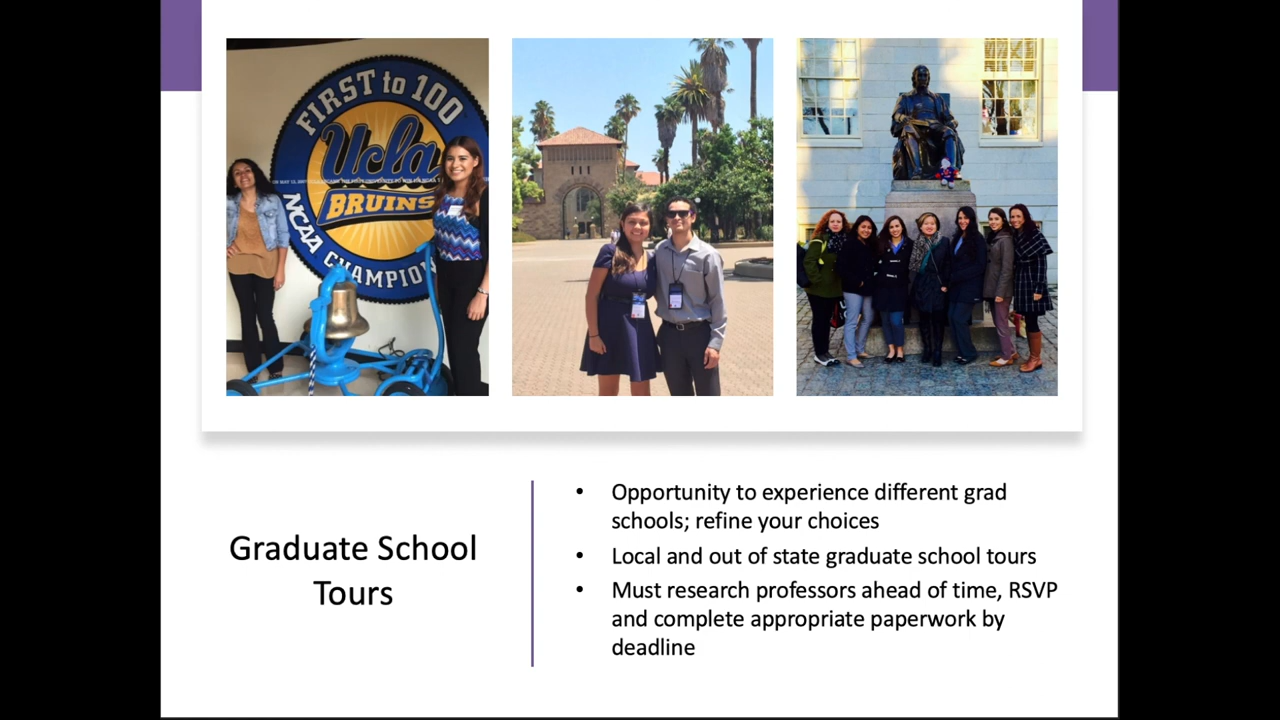 FIRST to 100
Ucla
BRUINS
NCAA CHAMPION
Graduate School
Tours
• Opportunity to experience different grad
schools; refine your choices
• Local and out of state graduate school tours
• Must research professors ahead of time, RSVP
and complete appropriate paperwork by
deadline